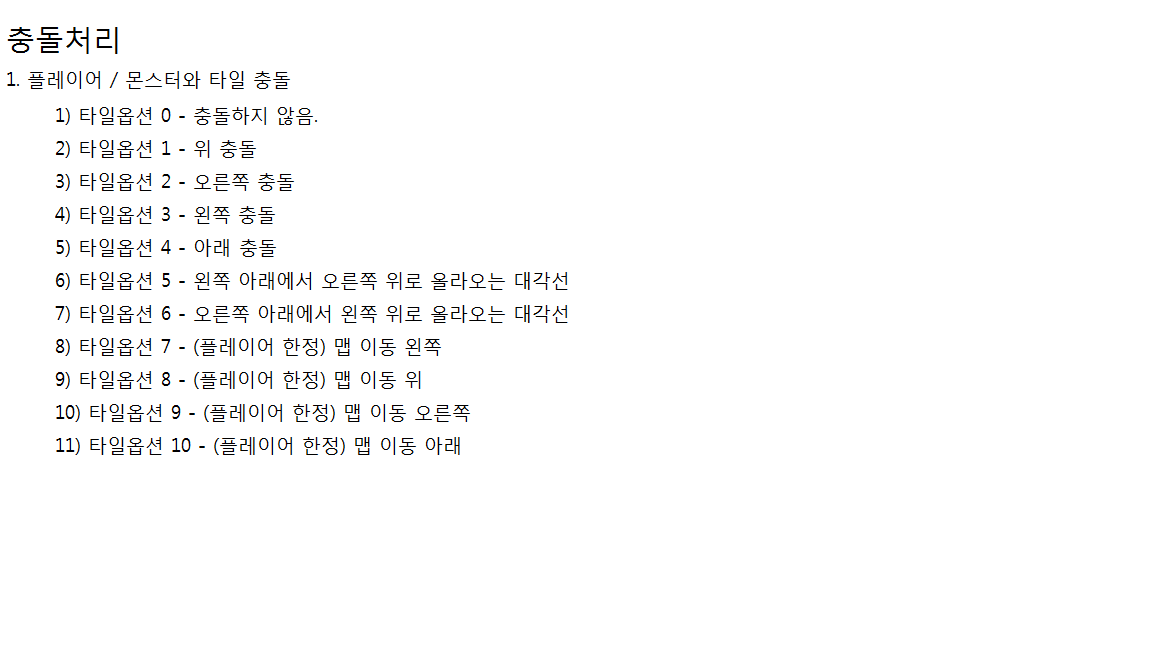 충돌처리
1. 플레이어 / 몬스터와 타일 충돌
1) 타일옵션 0 - 충돌하지 않음.
2) 타일옵션 1 - 위 충돌
3) 타일옵션 2 - 오른쪽 충돌
4) 타일옵션 3 - 왼쪽 충돌
5) 타일옵션 4 - 아래 충돌
6) 타일옵션 5 - 왼쪽 아래에서 오른쪽 위로 올라오는 대각선
7) 타일옵션 6 - 오른쪽 아래에서 왼쪽 위로 올라오는 대각선
8) 타일옵션 7 - (플레이어 한정) 맵 이동 왼쪽
9) 타일옵션 8 - (플레이어 한정) 맵 이동 위
10) 타일옵션 9 - (플레이어 한정) 맵 이동 오른쪽
11) 타일옵션 10 - (플레이어 한정) 맵 이동 아래